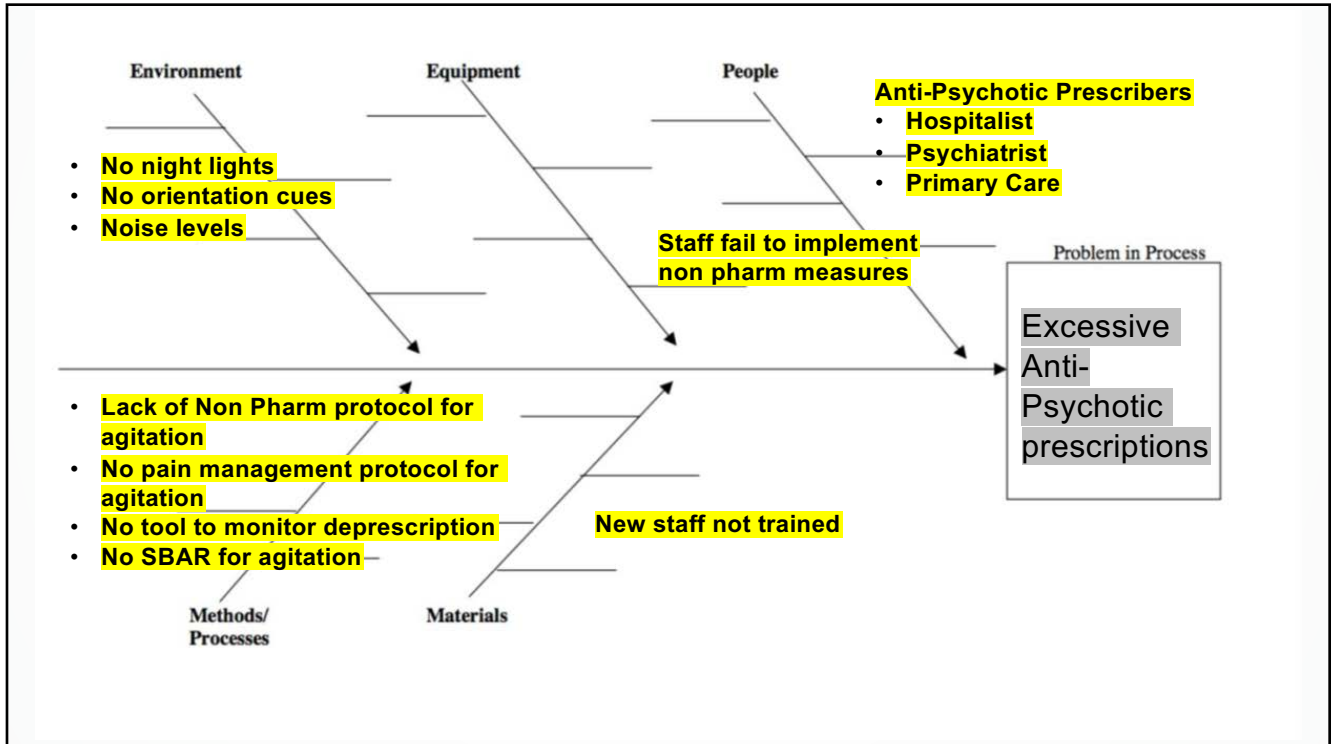 Environment
Equipment
People
Anti-Psychotic Prescribers
• Hospitalist
• Psychiatrist
• Primary Care
• No night lights
• No orientation cues
• Noise levels
Staff fail to implement
non pharm measures
Problem in Process
Excessive
Anti-
Psychotic
prescriptions
• Lack of Non Pharm protocol for
agitation
• No pain management protocol for
agitation
• No tool to monitor deprescription
• No SBAR for agitation
New staff not trained
Methods/
Processes
Materials